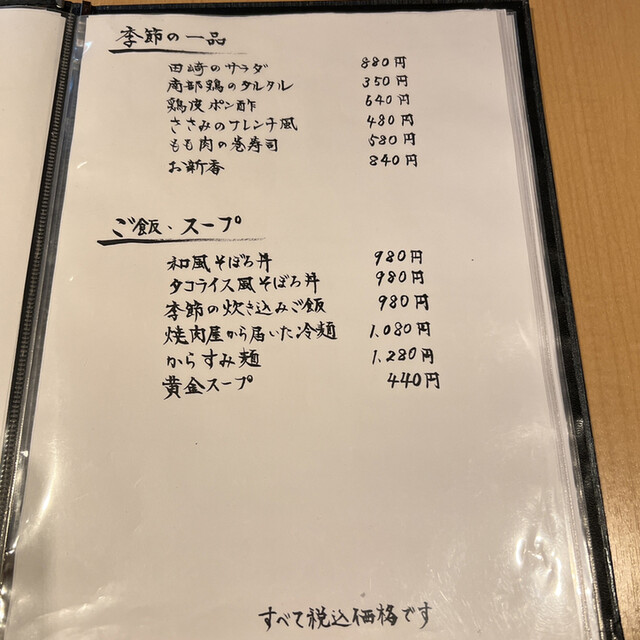 季節の一品
田崎のサラダ 880円
南部鶏のタルタル 350円
鶏皮ポン酢 640円
ささみのフレンチ風 480円
もも肉の巻寿司 580円
お新香 840円
ご飯、スープ
和風そぼろ丼 980円
タコライス風そぼろ丼 980円
季節の炊き込みご飯 980円
焼肉屋から届いた冷麺 1,080円
からすみ麺 1,280円
黄金スープ 440円
すべて税込価格です